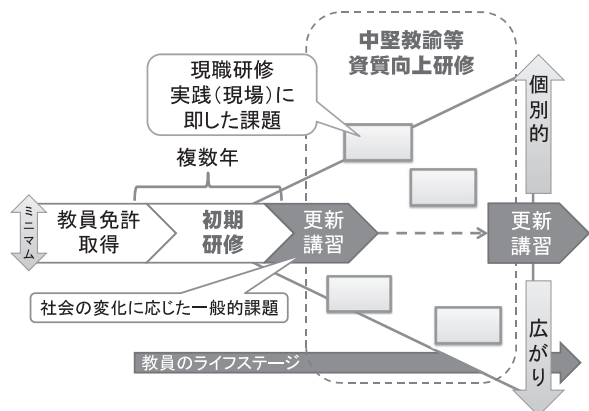 中堅教諭等
資質向上研修
現職研修
実践（現場）に
即した課題
個別的
複数年
ミニマム
教員免許
取得
初期
研修
更新
講習
更新
講習
社会の変化に応じた一般的課題
広がり
教員のライフステージ